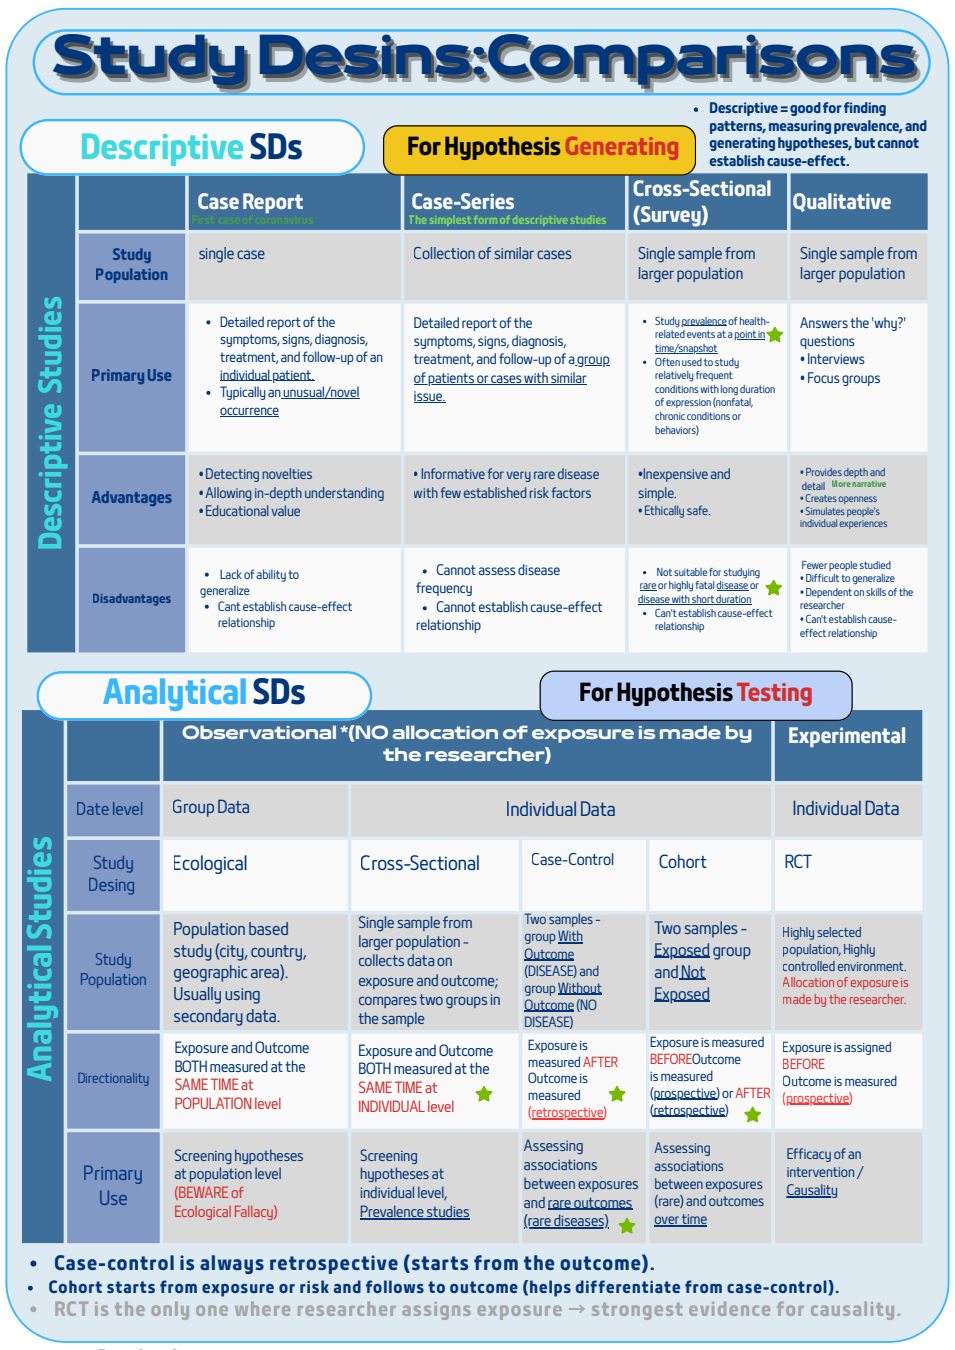 Study Desins:Comparisons
• Descriptive = good for finding
patterns, measuring prevalence, and
generating hypotheses, but cannot
establish cause-effect.
Descriptive SDs
For Hypothesis Generating
Descriptive Studies
Case Report
First case of coronavirus
Case-Series
The simplest form of descriptive studies
Cross-Sectional
(Survey)
Qualitative
Study
Population
single case
Collection of similar cases
Single sample from
larger population
Single sample from
larger population
Primary Use
• Detailed report of the
symptoms, signs, diagnosis,
treatment, and follow-up of an
individual patient.
• Typically an unusual/novel
occurrence
Detailed report of the
symptoms, signs, diagnosis,
treatment, and follow-up of a group
of patients or cases with similar
issue.
• Study prevalence of health-
related events at a point in
time/snapshot
• Often used to study
relatively frequent
conditions with long duration
of expression (nonfatal,
chronic conditions or
behaviors)
Answers the 'why?'
questions
• Interviews
• Focus groups
Advantages
• Detecting novelties
• Allowing in-depth understanding
• Educational value
• Informative for very rare disease
with few established risk factors
•Inexpensive and
simple.
• Ethically safe.
• Provides depth and
detail More narrative
• Creates openness
• Simulates people's
individual experiences
Disadvantages
• Lack of ability to
generalize
• Cant establish cause-effect
relationship
• Cannot assess disease
frequency
• Cannot establish cause-effect
relationship
• Not suitable for studying
rare or highly fatal disease or
disease with short duration
• Can't establish cause-effect
relationship
Fewer people studied
• Difficult to generalize
• Dependent on skills of the
researcher
• Can't establish cause-
effect relationship
Analytical SDs
For Hypothesis Testing
Analytical Studies
Observational *(NO allocation of exposure is made by
the researcher)
Experimental
Date level
Group Data
Individual Data
Individual Data
Study
Desing
Ecological
Cross-Sectional
Case-Control
Cohort
RCT
Study
Population
Population based
study (city, country,
geographic area).
Usually using
secondary data.
Single sample from
larger population -
collects data on
exposure and outcome;
compares two groups in
the sample
Two samples -
group With
Outcome
(DISEASE) and
group Without
Outcome (NO
DISEASE)
Two samples -
Exposed group
and Not
Exposed
Highly selected
population, Highly
controlled environment.
Allocation of exposure is
made by the researcher.
Directionality
Exposure and Outcome
BOTH measured at the
SAME TIME at
POPULATION level
Exposure and Outcome
BOTH measured at the
SAME TIME at
INDIVIDUAL level
Exposure is
measured AFTER
Outcome is
measured
(retrospective)
Exposure is measured
BEFOREOutcome
is measured
(prospective) or AFTER
(retrospective)
Exposure is assigned
BEFORE
Outcome is measured
(prospective)
Primary
Use
Screening hypotheses
at population level
(BEWARE of
Ecological Fallacy)
Screening
hypotheses at
individual level,
Prevalence studies
Assessing
associations
between exposures
and rare outcomes
(rare diseases)
Assessing
associations
between exposures
(rare) and outcomes
over time
Efficacy of an
intervention /
Causality
• Case-control is always retrospective (starts from the outcome).
• Cohort starts from exposure or risk and follows to outcome (helps differentiate from case-control).
• RCT is the only one where researcher assigns exposure → strongest evidence for causality.